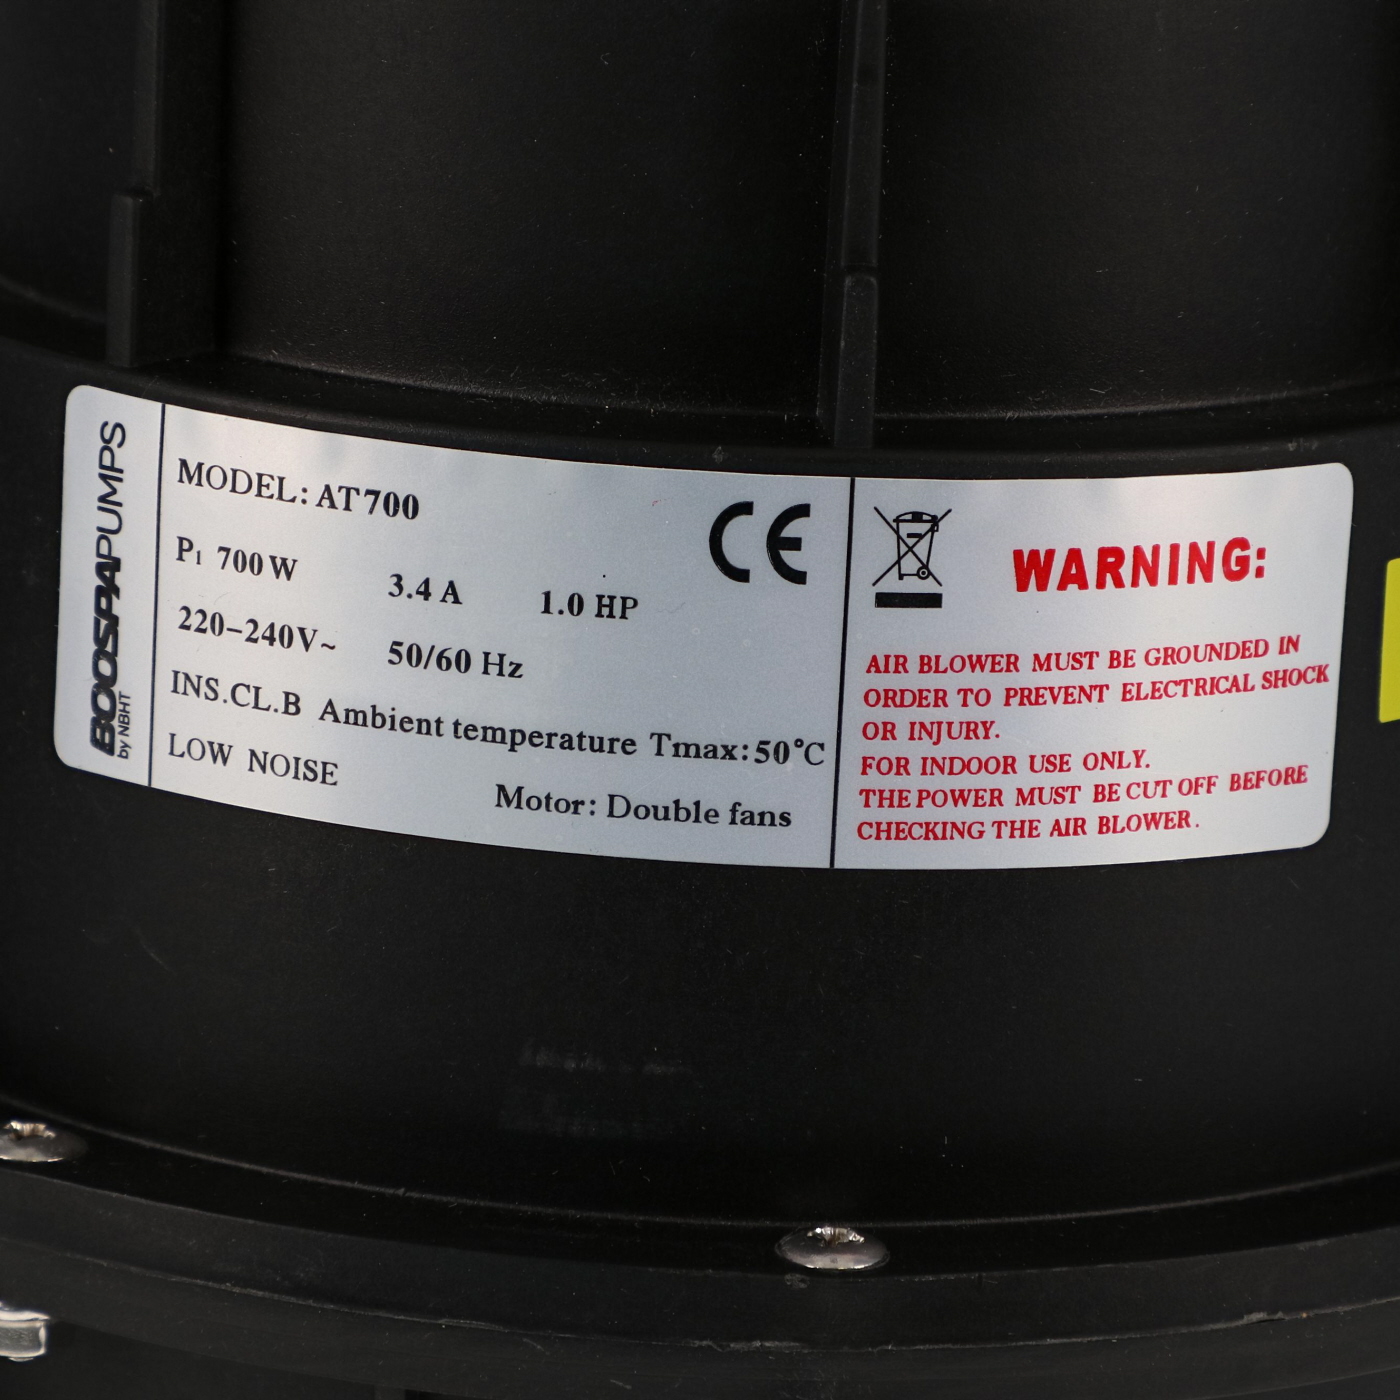 BOOSPAPUMPS
by NBHT
MODEL: AT700
P₁ 700 W 3.4 A 1.0 HP
220-240V~ 50/60 Hz
INS.CL.B Ambient temperature Tmax:50°C
LOW NOISE
Motor: Double fans
CE
WARNING:
AIR BLOWER MUST BE GROUNDED IN
ORDER TO PREVENT ELECTRICAL SHOCK
OR INJURY.
FOR INDOOR USE ONLY.
THE POWER MUST BE CUT OFF BEFORE
CHECKING THE AIR BLOWER.